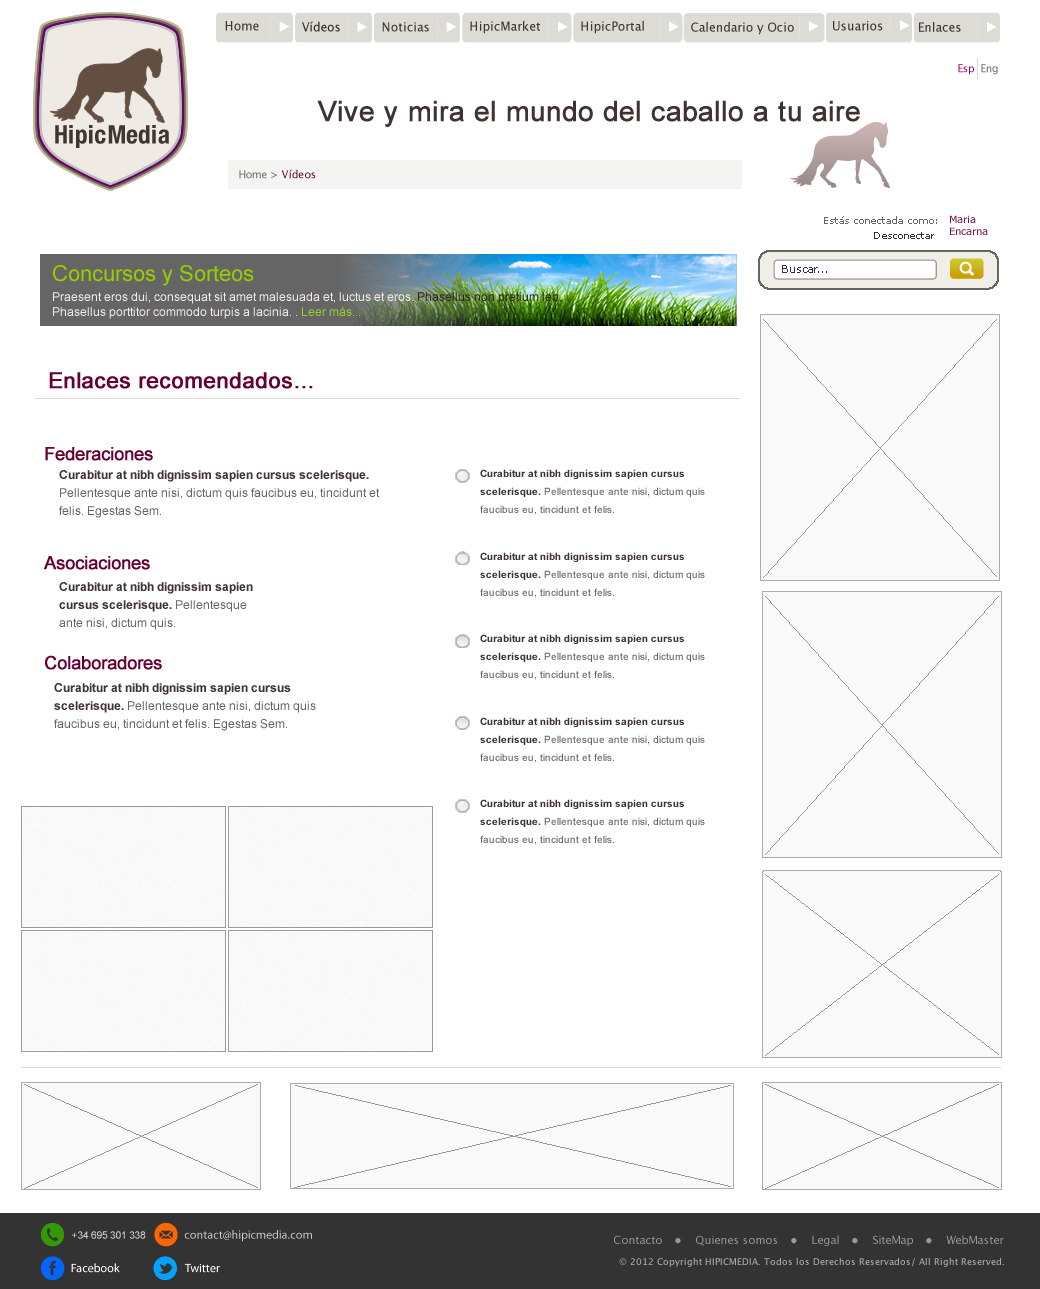 HipicMedia
Home
Vídeos
Noticias
HipicMarket
HipicPortal
Calendario y Ocio
Usuarios
Enlaces
Esp Eng
Vive y mira el mundo del caballo a tu aire
Home > Vídeos
Estás conectada como: Maria Encarna
Desconectar
Buscar...
Concursos y Sorteos
Praesent eros dui, consequat sit amet malesuada et, luctus et eros. Phasellus non pretium leo.
Phasellus porttitor commodo turpis a lacinia. . Leer más...
Enlaces recomendados...
Federaciones
Curabitur at nibh dignissim sapien cursus scelerisque.
Pellentesque ante nisi, dictum quis faucibus eu, tincidunt et
felis. Egestas Sem.
Asociaciones
Curabitur at nibh dignissim sapien
cursus scelerisque. Pellentesque
ante nisi, dictum quis.
Colaboradores
Curabitur at nibh dignissim sapien cursus
scelerisque. Pellentesque ante nisi, dictum quis
faucibus eu, tincidunt et felis. Egestas Sem.
Curabitur at nibh dignissim sapien cursus
scelerisque. Pellentesque ante nisi, dictum quis
faucibus eu, tincidunt et felis.
Curabitur at nibh dignissim sapien cursus
scelerisque. Pellentesque ante nisi, dictum quis
faucibus eu, tincidunt et felis.
Curabitur at nibh dignissim sapien cursus
scelerisque. Pellentesque ante nisi, dictum quis
faucibus eu, tincidunt et felis.
Curabitur at nibh dignissim sapien cursus
scelerisque. Pellentesque ante nisi, dictum quis
faucibus eu, tincidunt et felis.
Curabitur at nibh dignissim sapien cursus
scelerisque. Pellentesque ante nisi, dictum quis
faucibus eu, tincidunt et felis.
+34 695 301 338
contact@hipicmedia.com
Facebook
Twitter
Contacto ● Quienes somos ● Legal ● SiteMap ● WebMaster
© 2012 Copyright HIPICMEDIA. Todos los Derechos Reservados/ All Right Reserved.